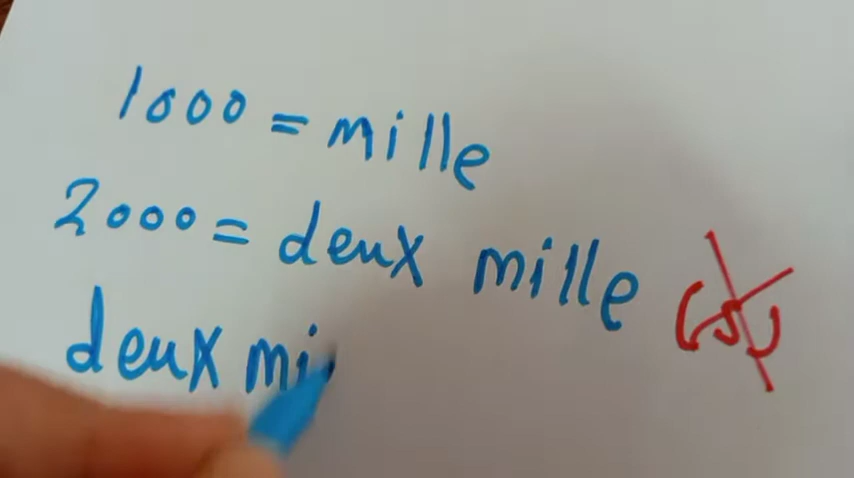 1000 = mille
2000 = deux mille (s)
deux mi